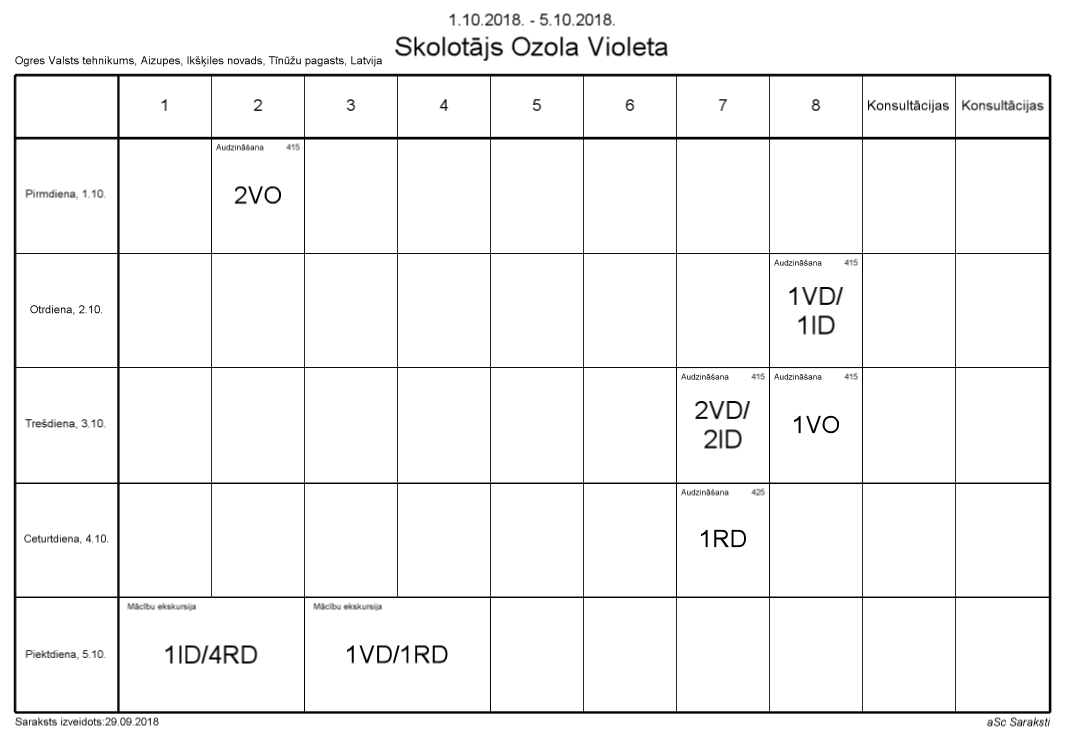 1.10.2018. - 5.10.2018.
Skolotājs Ozola Violeta
Ogres Valsts tehnikums, Aizupes, Ikšķiles novads, Tīnūžu pagasts, Latvija
1 2 3 4 5 6 7 8 Konsultācijas Konsultācijas
Pirmdiena, 1.10.
Audzināšana 415
2VO
Otrdiena, 2.10.
Audzināšana 415
1VD/
1ID
Trešdiena, 3.10.
Audzināšana 415
2VD/
2ID
Audzināšana 415
1VO
Ceturtdiena, 4.10.
Audzināšana 425
1RD
Piektdiena, 5.10.
Mācību ekskursija
1ID/4RD
Mācību ekskursija
1VD/1RD
Saraksts izveidots:29.09.2018
aSc Saraksti